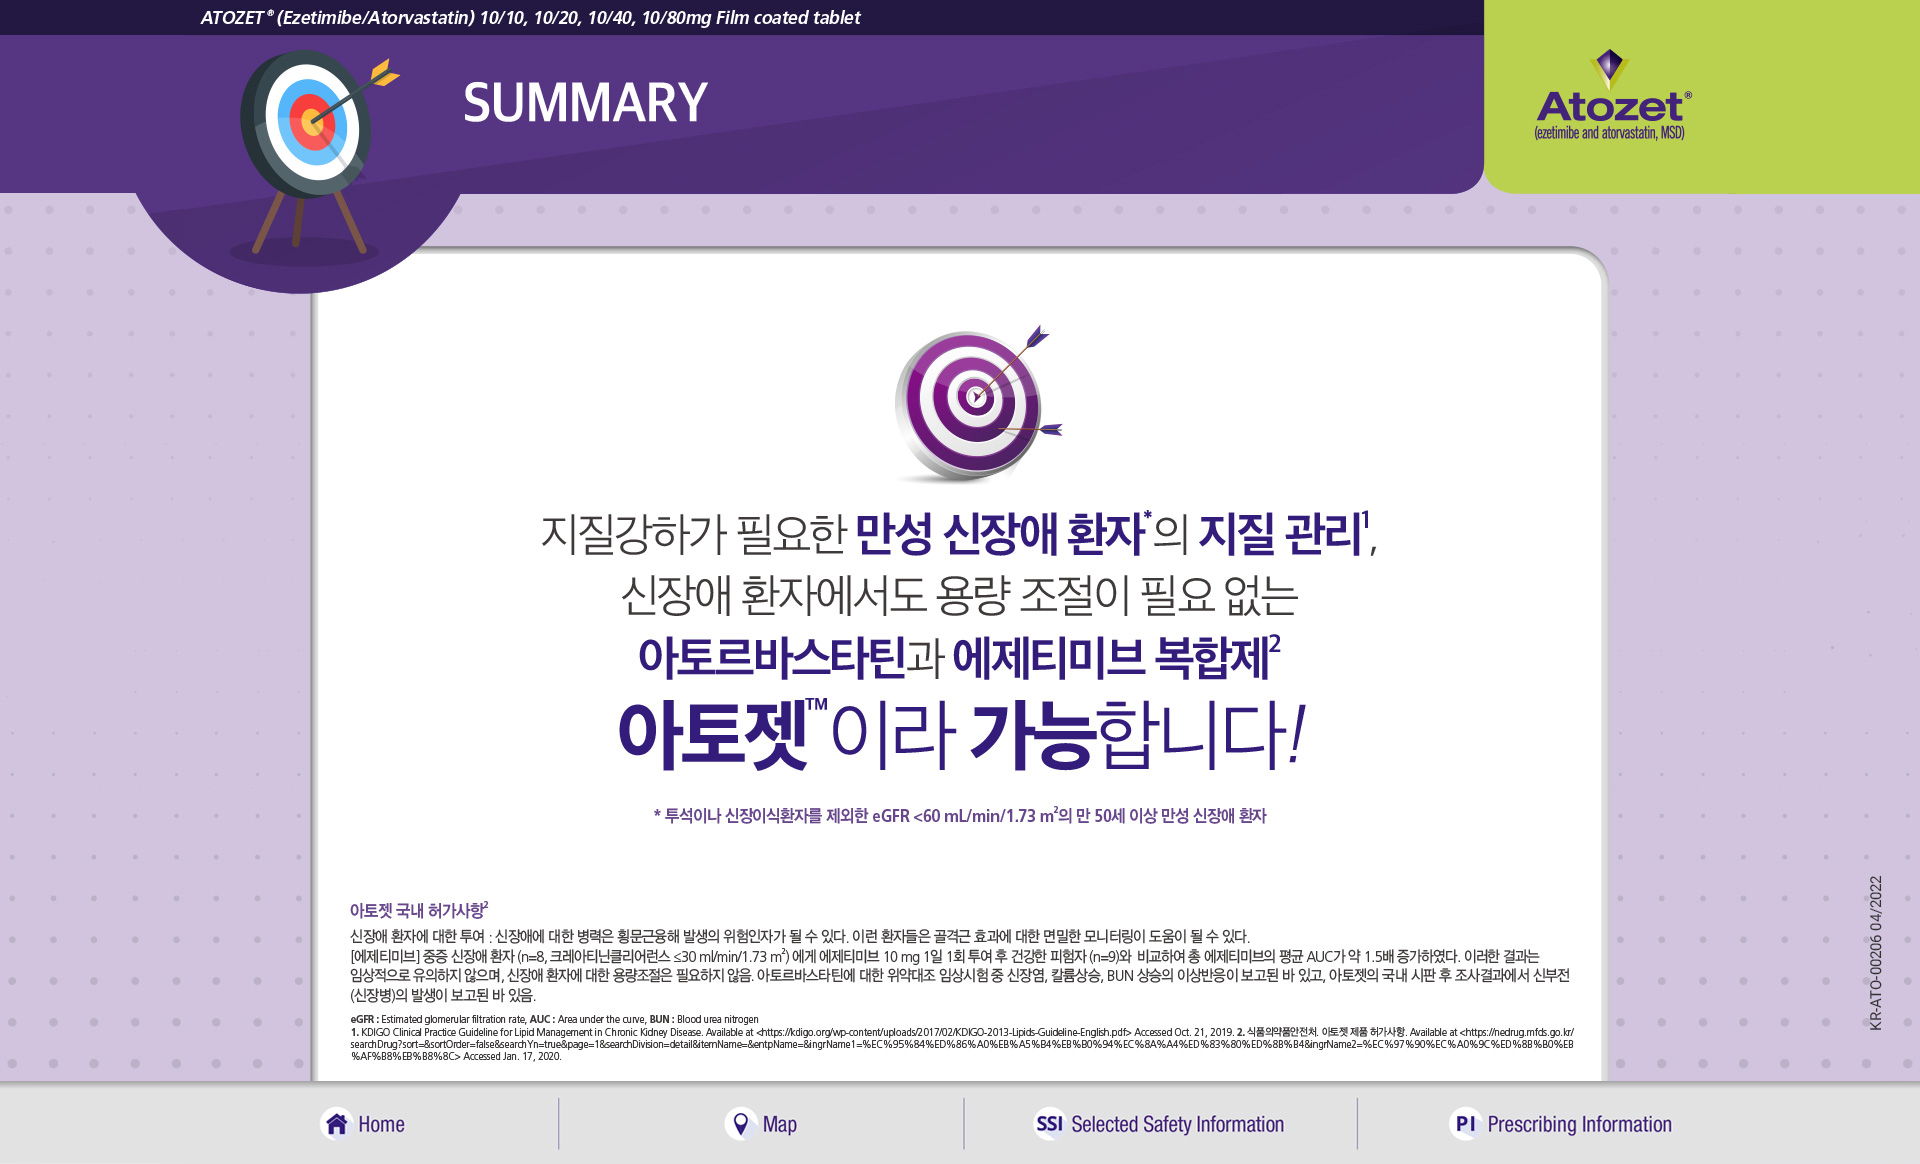 ATOZET® (Ezetimibe/Atorvastatin) 10/10, 10/20, 10/40, 10/80mg Film coated tablet
SUMMARY
Atozet®
(ezetimibe and atorvastatin, MSD)
지질강하가 필요한 만성 신장애 환자*의 지질 관리1,
신장애 환자에서도 용량 조절이 필요 없는
아토르바스타틴과 에제티미브 복합제2
아토젯™이라 가능합니다!
* 투석이나 신장이식환자를 제외한 eGFR <60 mL/min/1.73 m2의 만 50세 이상 만성 신장애 환자
아토젯 국내 허가사항2
신장애 환자에 대한 투여 : 신장애에 대한 병력은 횡문근융해 발생의 위험인자가 될 수 있다. 이런 환자들은 골격근 효과에 대한 면밀한 모니터링이 도움이 될 수 있다.
[에제티미브] 중증 신장애 환자 (n=8, 크레아티닌클리어런스 ≤30 ml/min/1.73 m2) 에게 에제티미브 10 mg 1일 1회 투여 후 건강한 피험자 (n=9)와 비교하여 총 에제티미브의 평균 AUC가 약 1.5배 증가하였다. 이러한 결과는
임상적으로 유의하지 않으며, 신장애 환자에 대한 용량조절은 필요하지 않음. 아토르바스타틴에 대한 위약대조 임상시험 중 신장염, 칼륨상승, BUN 상승의 이상반응이 보고된 바 있고, 아토젯의 국내 시판 후 조사결과에서 신부전
(신장병)의 발생이 보고된 바 있음.
eGFR : Estimated glomerular filtration rate, AUC : Area under the curve, BUN : Blood urea nitrogen
1. KDIGO Clinical Practice Guideline for Lipid Management in Chronic Kidney Disease. Available at <https://kdigo.org/wp-content/uploads/2017/02/KDIGO-2013-Lipids-Guideline-English.pdf> Accessed Oct. 21, 2019. 2. 식품의약품안전처. 아토젯 제품 허가사항. Available at <https://nedrug.mfds.go.kr/
searchDrug?sort=&sortOrder=false&searchYn=true&page=1&searchDivision=detail&itemName=&entpName=&ingrName1=%EC%95%84%ED%86%A0%EB%A5%B4%EB%B0%94%EC%8A%A4%ED%83%80%ED%8B%B4&ingrName2=%EC%97%90%EC%A0%9C%ED%8B%B0%EB
%AF%B8%EB%B8%8C> Accessed Jan. 17, 2020.
KR-ATO-00206 04/2022
Home
Map
SSI Selected Safety Information
PI Prescribing Information